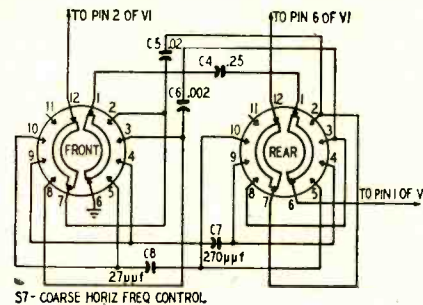 TO PIN 2 OF V1
TO PIN 6 OF V1
C5 .02
C4 .25
C6 .002
12 1
11 2
10 3
9 4
8 5
7 6
FRONT
12 1
11 2
10 3
9 4
8 5
7 6
REAR
TO PIN 1 OF V
C7
270µµf
C8
27µµf
S7- COARSE HORIZ FREQ CONTROL